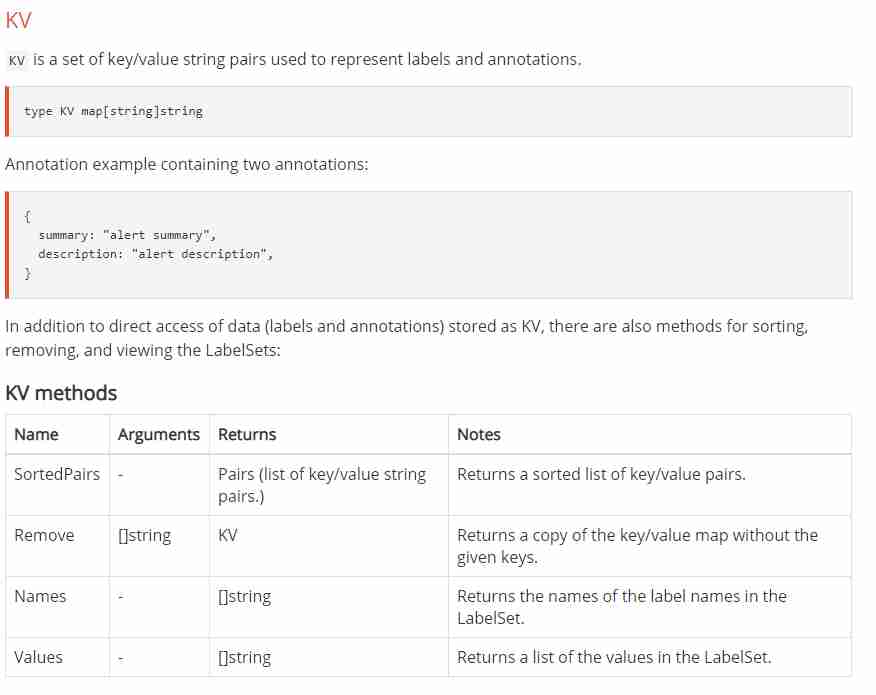 KV
KV is a set of key/value string pairs used to represent labels and annotations.
type KV map[string]string
Annotation example containing two annotations:
{
  summary: "alert summary",
  description: "alert description",
}
In addition to direct access of data (labels and annotations) stored as KV, there are also methods for sorting,
removing, and viewing the LabelSets:
KV methods
Name Arguments Returns Notes
SortedPairs - Pairs (list of key/value string Returns a sorted list of key/value pairs.
pairs.)
Remove []string KV Returns a copy of the key/value map without the
given keys.
Names - []string Returns the names of the label names in the
LabelSet.
Values - []string Returns a list of the values in the LabelSet.